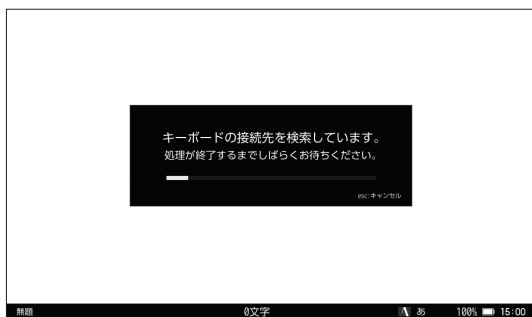 キーボードの接続先を検索しています。
処理が終了するまでしばらくお待ちください。
esc:キャンセル
無題 0文字 あ 100% 15:00